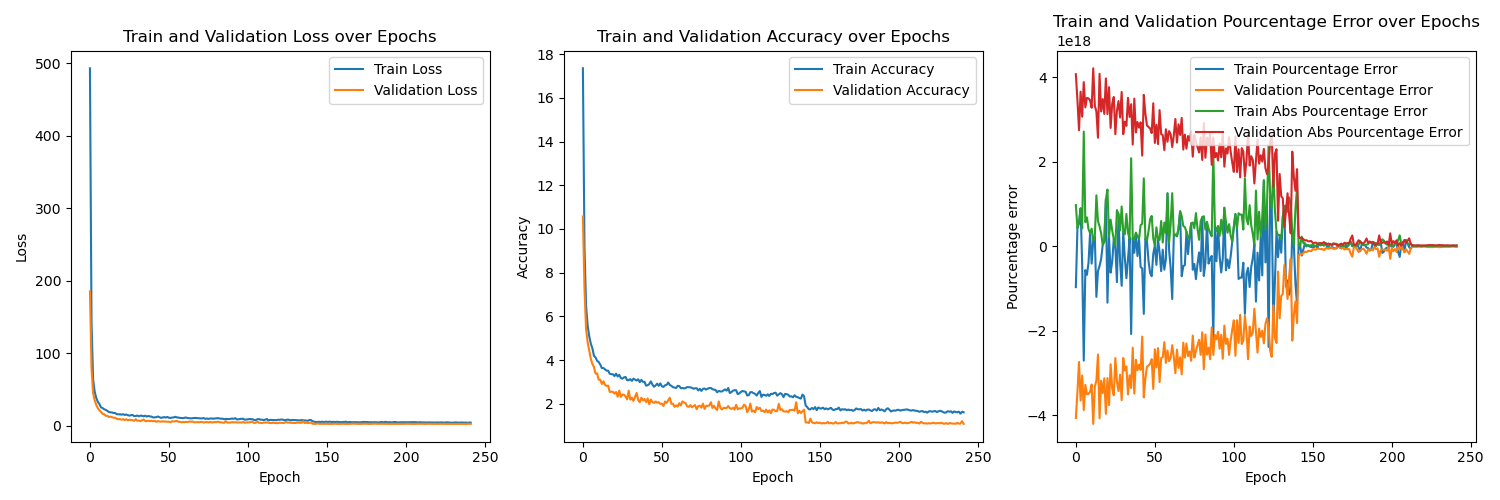 Train and Validation Loss over Epochs
Loss
500
400
300
200
100
0
Train Loss
Validation Loss
0 50 100 150 200 250
Epoch
Train and Validation Accuracy over Epochs
Accuracy
18
16
14
12
10
8
6
4
2
Train Accuracy
Validation Accuracy
0 50 100 150 200 250
Epoch
Train and Validation Pourcentage Error over Epochs
1e18
Pourcentage error
4
2
0
−2
−4
Train Pourcentage Error
Validation Pourcentage Error
Train Abs Pourcentage Error
Validation Abs Pourcentage Error
0 50 100 150 200 250
Epoch